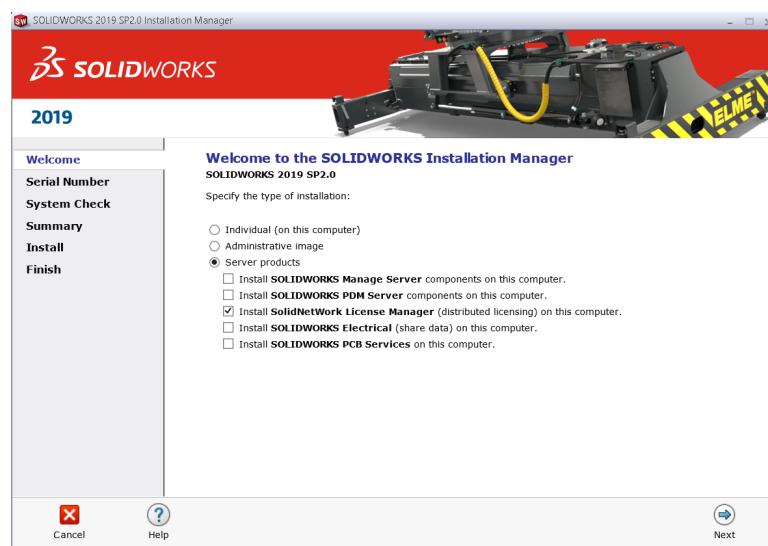 SW SOLIDWORKS 2019 SP2.0 Installation Manager
SOLIDWORKS
2019
ELME
Welcome
Serial Number
System Check
Summary
Install
Finish
Welcome to the SOLIDWORKS Installation Manager
SOLIDWORKS 2019 SP2.0
Specify the type of installation:
Individual (on this computer)
Administrative image
Server products
Install SOLIDWORKS Manage Server components on this computer.
Install SOLIDWORKS PDM Server components on this computer.
Install SolidNetWork License Manager (distributed licensing) on this computer.
Install SOLIDWORKS Electrical (share data) on this computer.
Install SOLIDWORKS PCB Services on this computer.
Cancel
Help
Next